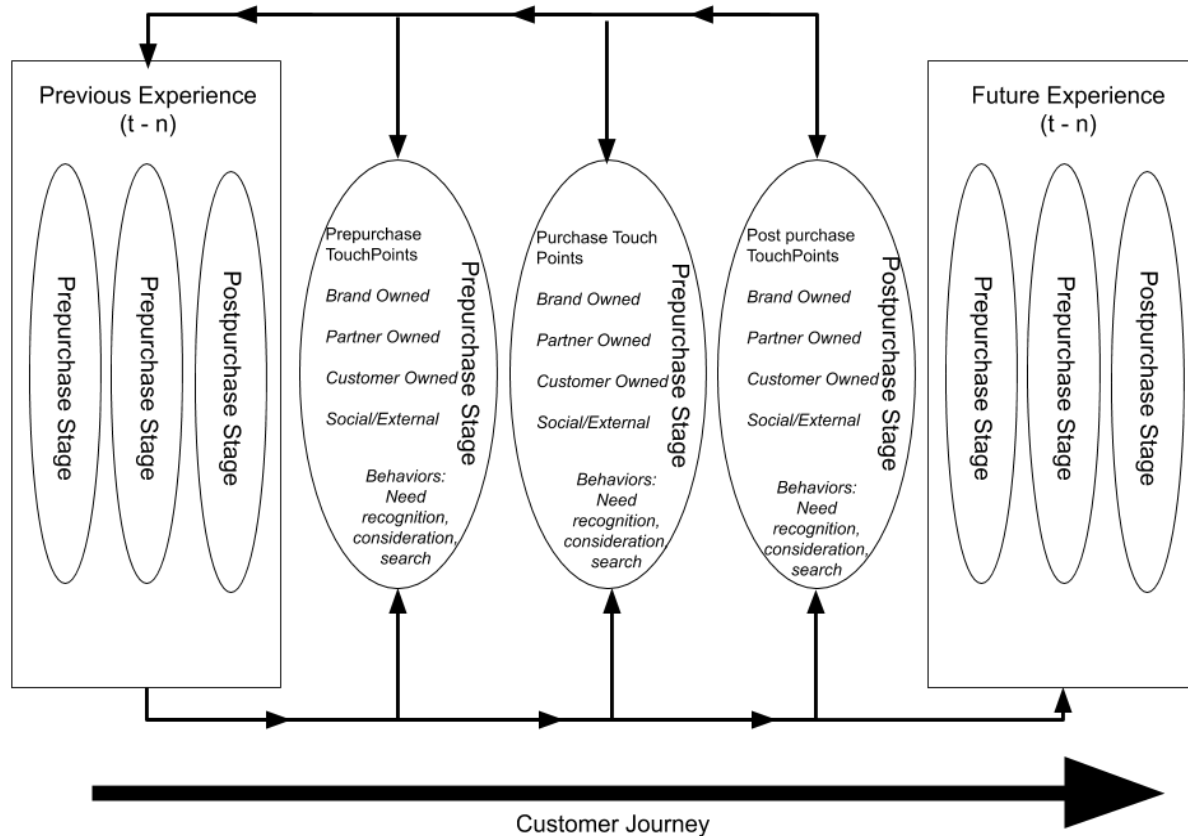 Previous Experience
(t - n)
Prepurchase Stage
Prepurchase Stage
Postpurchase Stage
Prepurchase
TouchPoints
Brand Owned
Partner Owned
Customer Owned
Social/External
Behaviors:
Need
recognition,
consideration,
search
Prepurchase Stage
Purchase Touch
Points
Brand Owned
Partner Owned
Customer Owned
Social/External
Behaviors:
Need
recognition,
consideration,
search
Prepurchase Stage
Post purchase
TouchPoints
Brand Owned
Partner Owned
Customer Owned
Social/External
Behaviors:
Need
recognition,
consideration,
search
Postpurchase Stage
Future Experience
(t - n)
Prepurchase Stage
Prepurchase Stage
Postpurchase Stage
Customer Journey